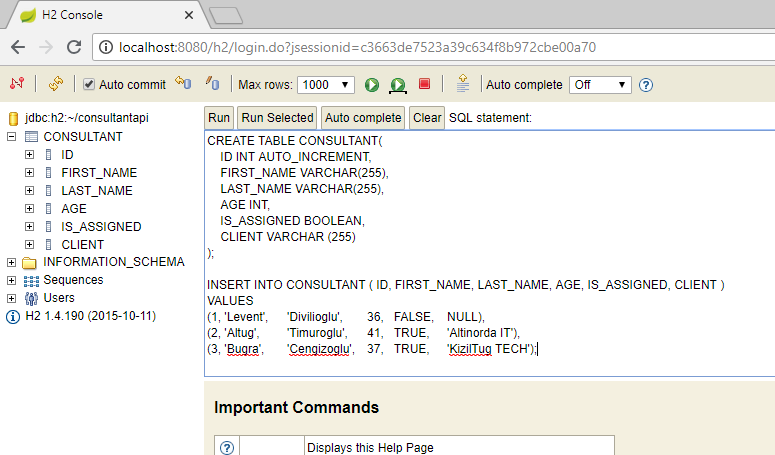 H2 Console
localhost:8080/h2/login.do?jsessionid=c3663de7523a39c634f8b972cbe00a70
Auto commit Max rows: 1000 Auto complete Off
jdbc:h2:~/consultantapi
CONSULTANT
ID
FIRST_NAME
LAST_NAME
AGE
IS_ASSIGNED
CLIENT
INFORMATION_SCHEMA
Sequences
Users
H2 1.4.190 (2015-10-11)
Run Run Selected Auto complete Clear SQL statement:
CREATE TABLE CONSULTANT(
ID INT AUTO_INCREMENT,
FIRST_NAME VARCHAR(255),
LAST_NAME VARCHAR(255),
AGE INT,
IS_ASSIGNED BOOLEAN,
CLIENT VARCHAR (255)
);
INSERT INTO CONSULTANT ( ID, FIRST_NAME, LAST_NAME, AGE, IS_ASSIGNED, CLIENT )
VALUES
(1, 'Levent', 'Divilioglu', 36, FALSE, NULL),
(2, 'Altug', 'Timuroglu', 41, TRUE, 'Altinorda IT'),
(3, 'Bugra', 'Cengizoglu', 37, TRUE, 'KizilTug TECH');
Important Commands
Displays this Help Page